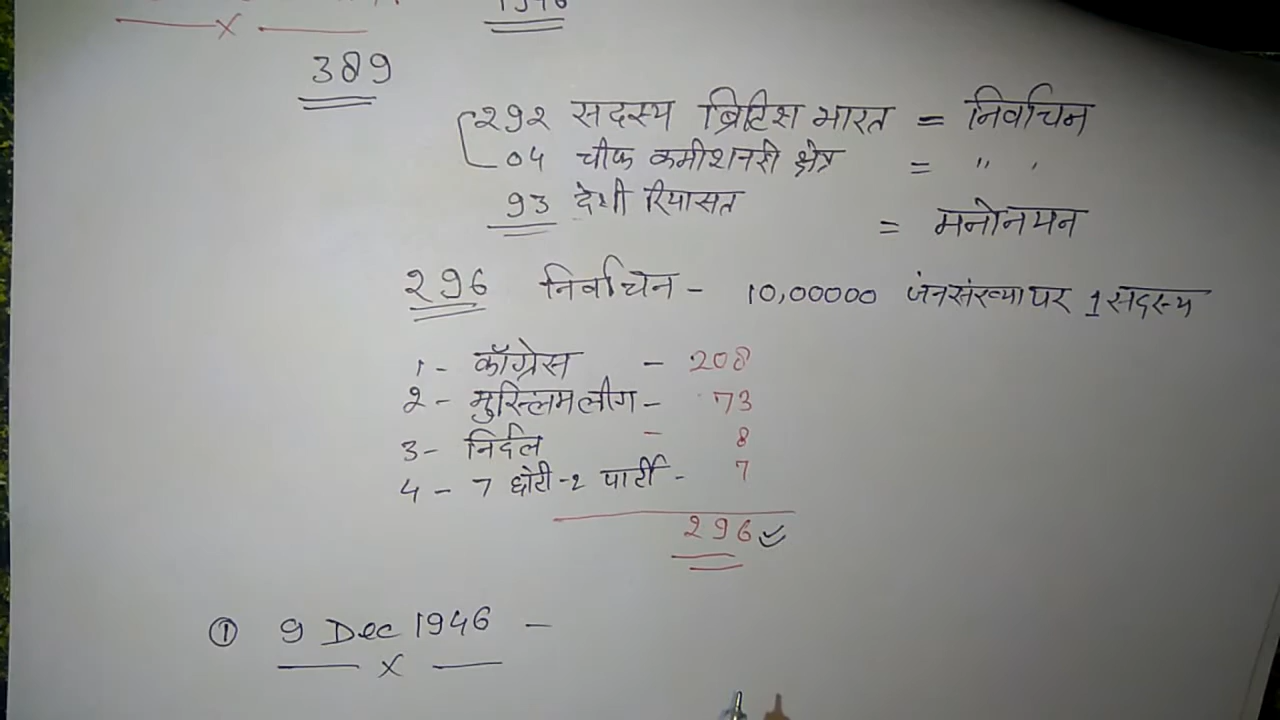 389
292 सदस्य ब्रिटिश भारत = निर्वाचन
04 चीफ कमीशनरी क्षेत्र = " "
93 देशी रियासत = मनोनयन
296 निर्वाचन - 10,00000 जनसंख्या पर 1 सदस्य
1 - काँग्रेस - 208
2 - मुस्लिम लीग - 73
3 - निर्दल - 8
4 - 7 छोटी-2 पार्टी - 7
296
① 9 Dec 1946 -
x